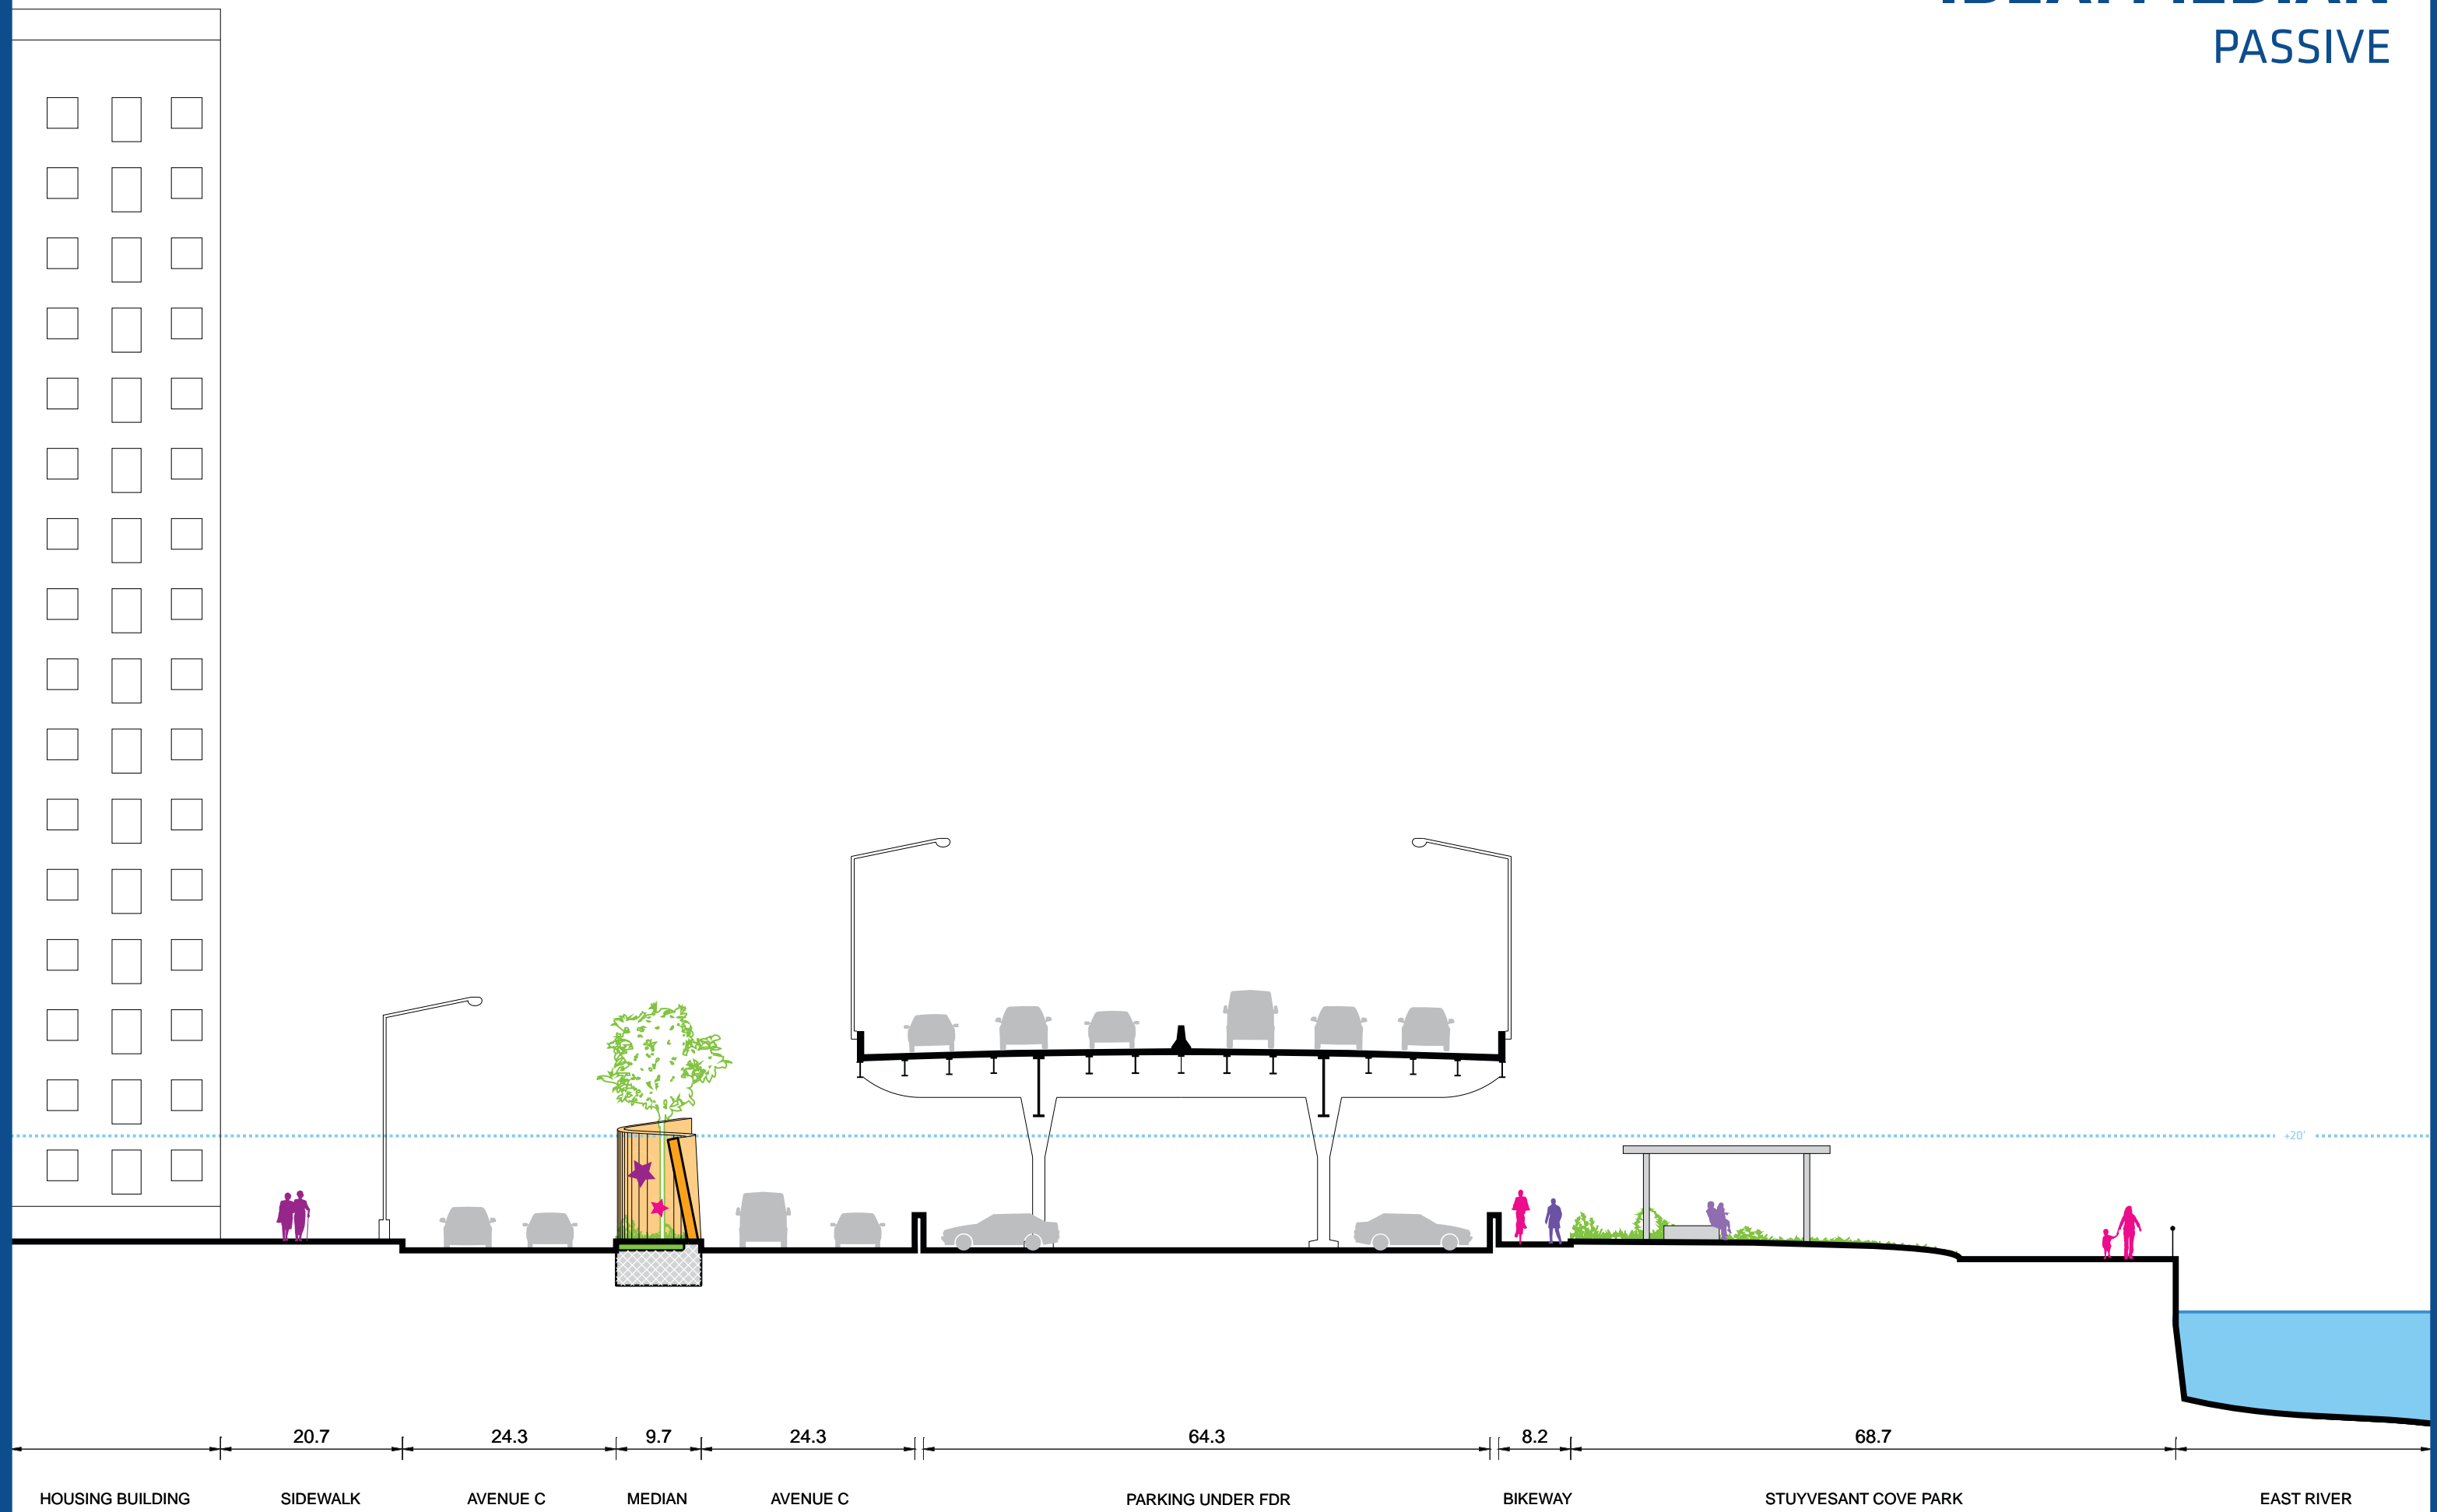 PASSIVE
+20'
20.7
24.3
9.7
24.3
64.3
8.2
68.7
HOUSING BUILDING
SIDEWALK
AVENUE C
MEDIAN
AVENUE C
PARKING UNDER FDR
BIKEWAY
STUYVESANT COVE PARK
EAST RIVER